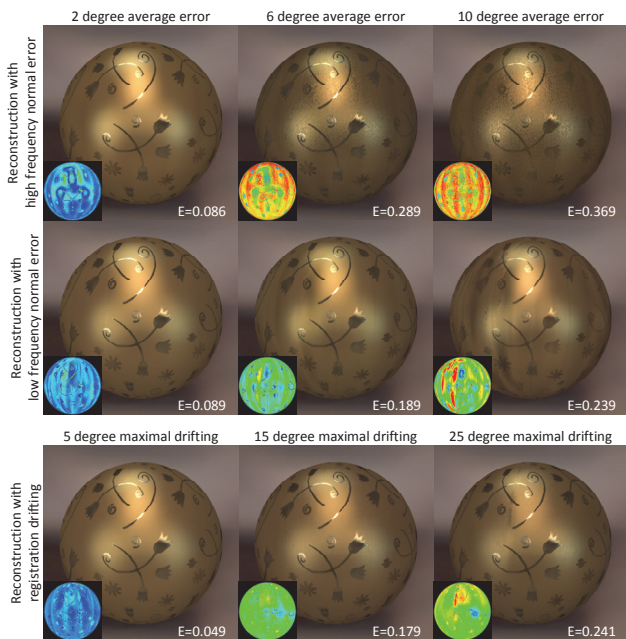 2 degree average error
6 degree average error
10 degree average error
Reconstruction with
high frequency normal error
E=0.086
E=0.289
E=0.369
Reconstruction with
low frequency normal error
E=0.089
E=0.189
E=0.239
5 degree maximal drifting
15 degree maximal drifting
25 degree maximal drifting
Reconstruction with
registration drifting
E=0.049
E=0.179
E=0.241